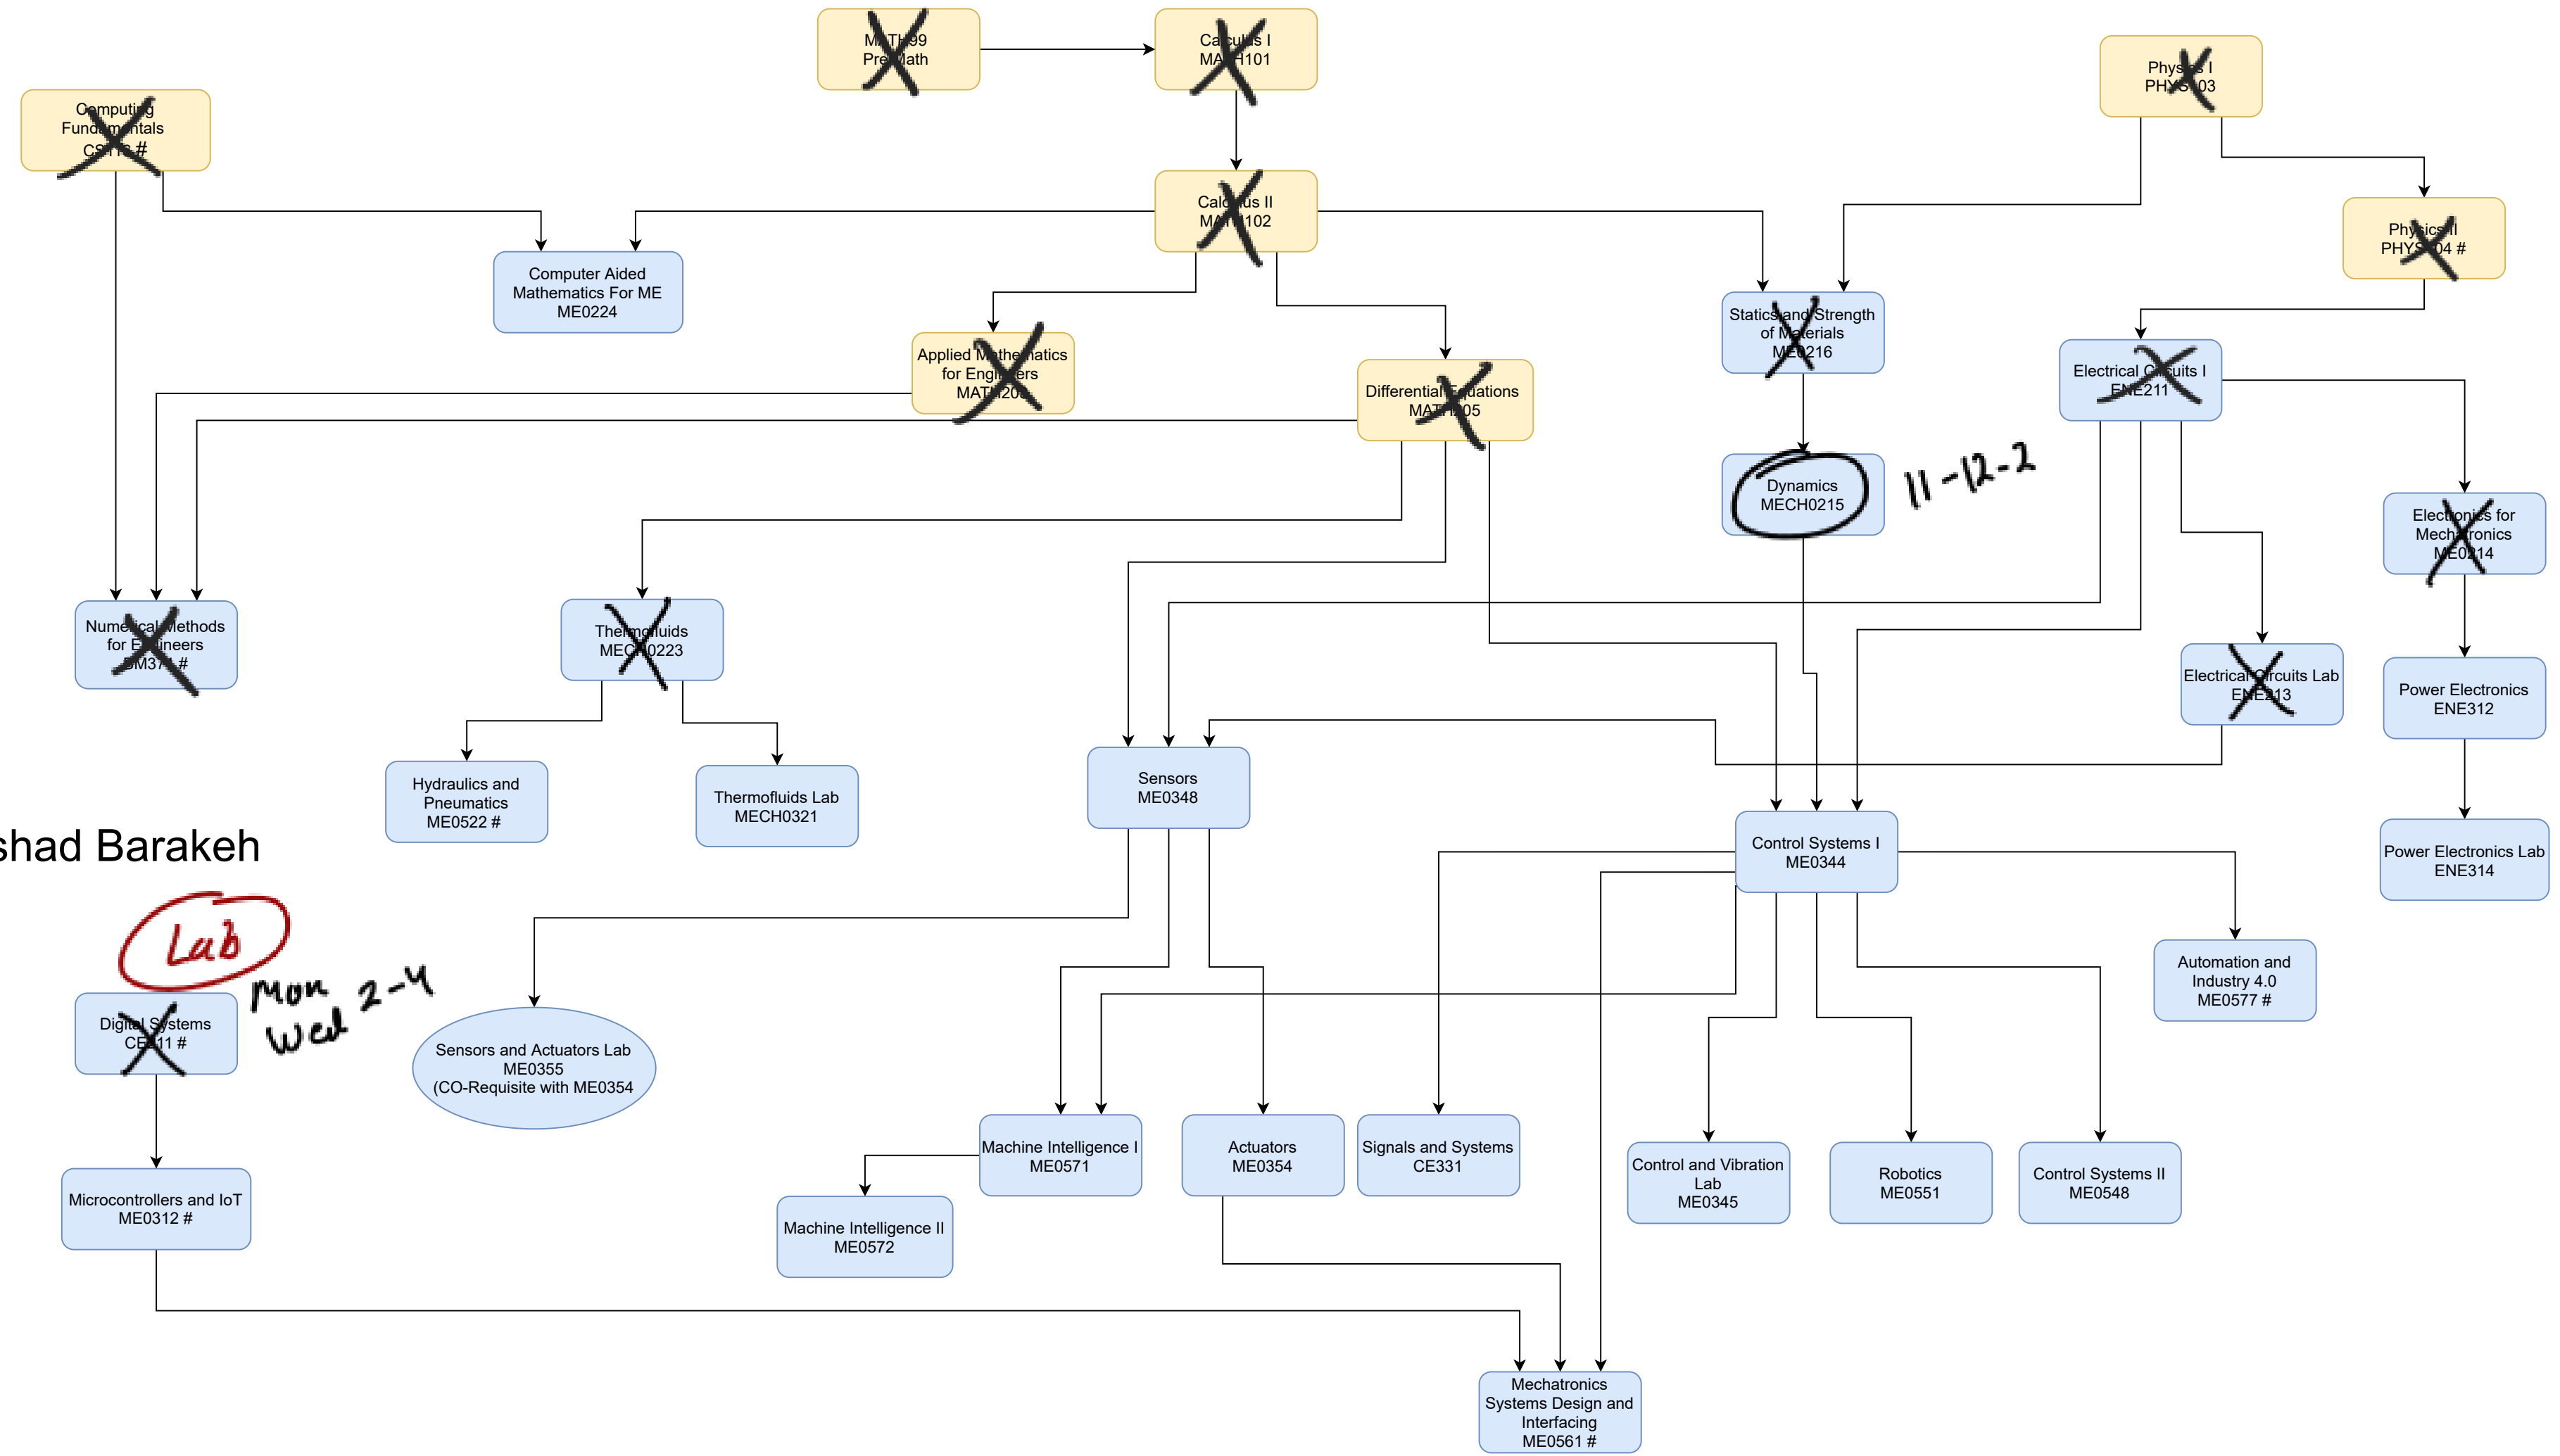 MATH99
Pre Math
Calculus I
MATH101
Physics I
PHYS103
Computing
Fundamentals
#
Calculus II
MATH102
Physics II
PHYS104 #
Computer Aided
Mathematics For ME
ME0224
Statics and Strength
of Materials
ME0216
Applied Mathematics
for Engineers
Differential Equations
MATH205
Electrical Circuits I
ENE211
Dynamics
MECH0215
11-12-2
Electronics for
Mechatronics
ME0214
Numerical Methods
for Engineers
#
Thermofluids
MECH0223
Electrical Circuits Lab
ENE213
Power Electronics
ENE312
Hydraulics and
Pneumatics
ME0522 #
Thermofluids Lab
MECH0321
Sensors
ME0348
Control Systems I
ME0344
Power Electronics Lab
ENE314
shad Barakeh
Lab
Mon
Wed 2-4
Digital Systems
#
Sensors and Actuators Lab
ME0355
(CO-Requisite with ME0354
Automation and
Industry 4.0
ME0577 #
Machine Intelligence I
ME0571
Actuators
ME0354
Signals and Systems
CE331
Control and Vibration
Lab
ME0345
Robotics
ME0551
Control Systems II
ME0548
Microcontrollers and IoT
ME0312 #
Machine Intelligence II
ME0572
Mechatronics
Systems Design and
Interfacing
ME0561 #